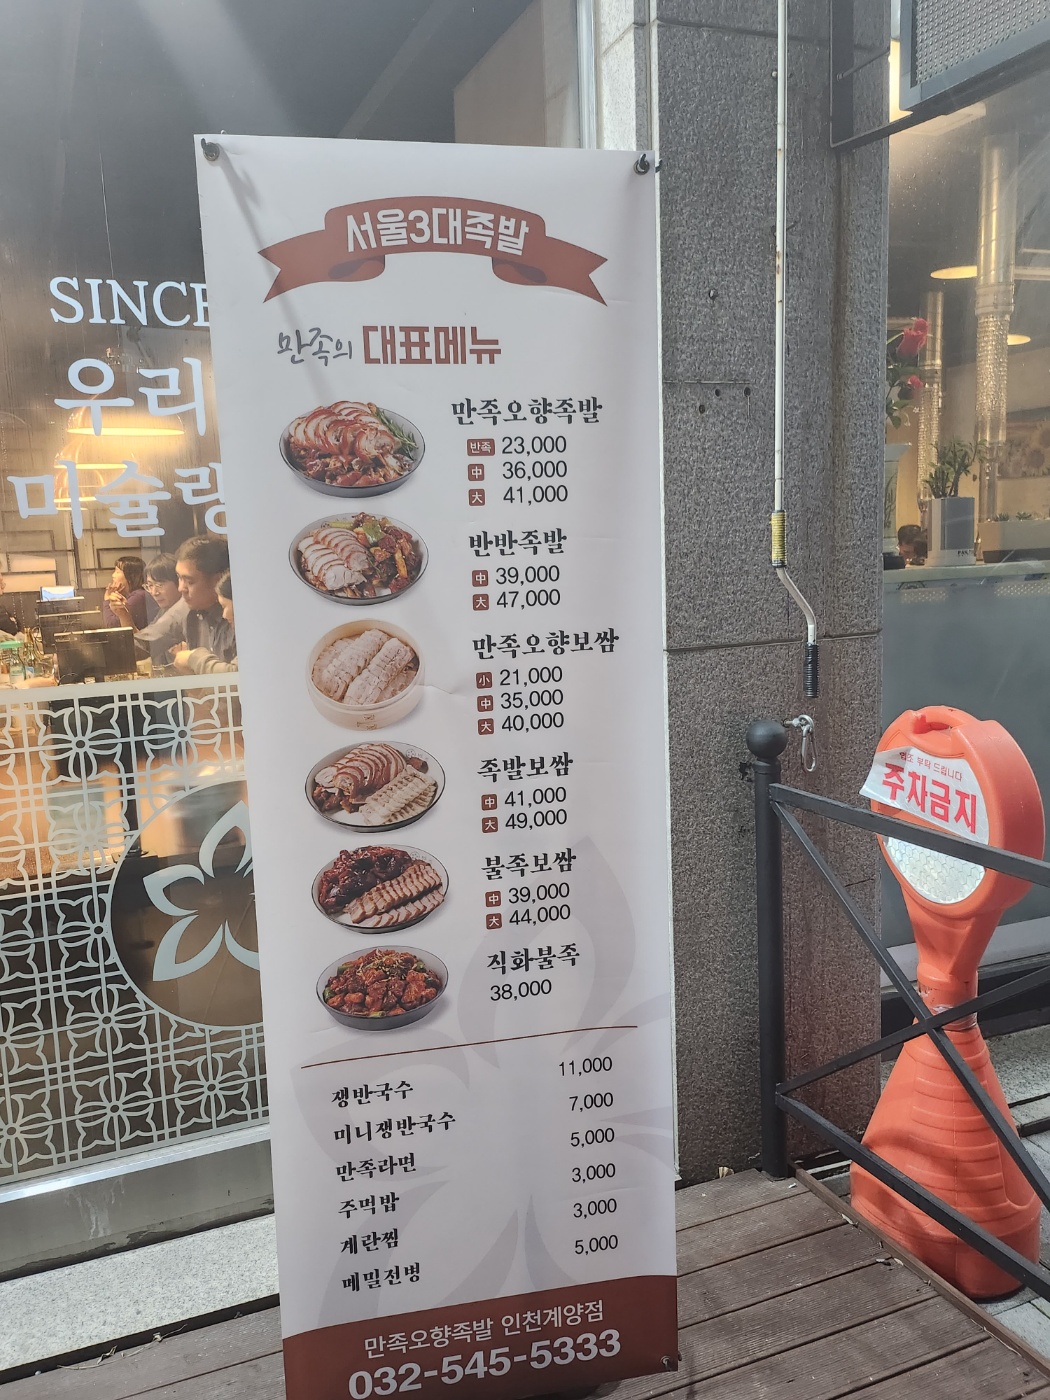 SINCE
우리
미슐랭
서울3대족발
만족의 대표메뉴
만족오향족발
반족 23,000
中 36,000
大 41,000
반반족발
中 39,000
大 47,000
만족오향보쌈
小 21,000
中 35,000
大 40,000
족발보쌈
中 41,000
大 49,000
불족보쌈
中 39,000
大 44,000
직화불족
38,000
쟁반국수 11,000
미니쟁반국수 7,000
만족라면 5,000
주먹밥 3,000
계란찜 3,000
메밀전병 5,000
만족오향족발 인천계양점
032-545-5333
부탁 드립니다
주차금지